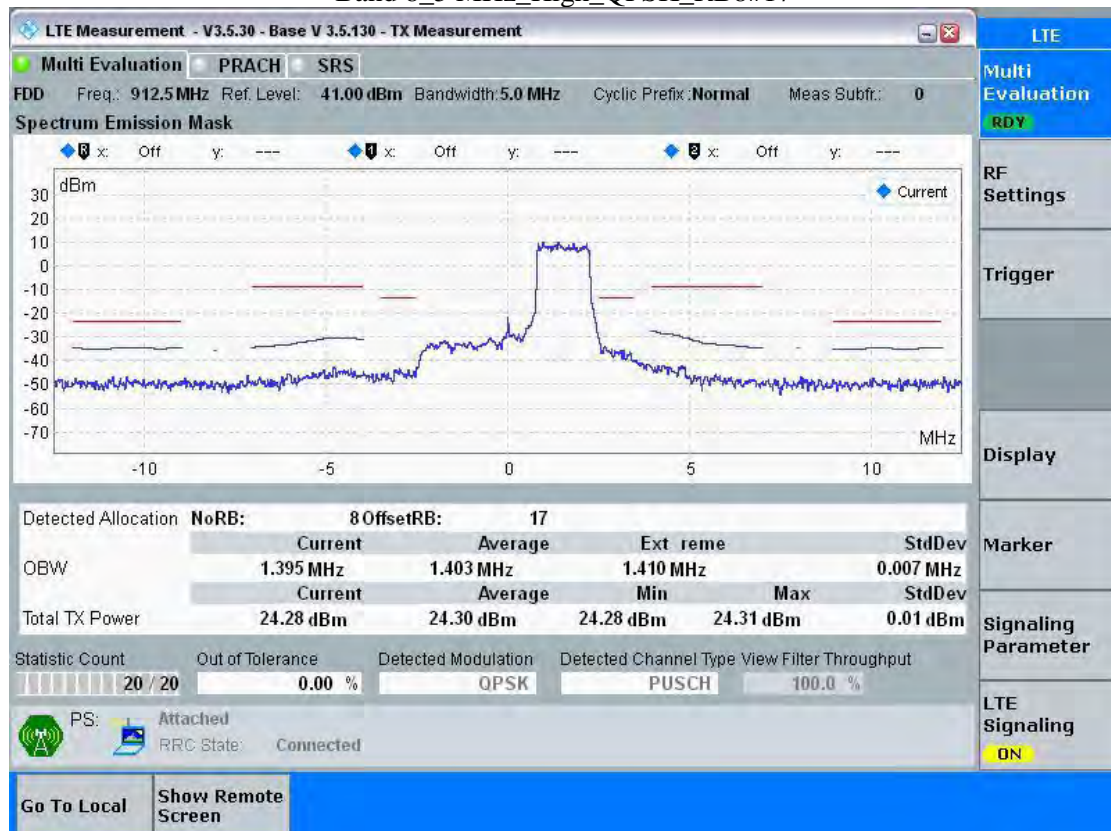 LTE Measurement - V3.5.30 - Base V 3.5.130 - TX Measurement
LTE
Multi Evaluation PRACH SRS
Multi
Evaluation
RDY
FDD Freq.: 912.5 MHz Ref. Level: 41.00 dBm Bandwidth: 5.0 MHz Cyclic Prefix :Normal Meas Subfr.: 0
Spectrum Emission Mask
R x: Off y: --- 1 x: Off y: --- 2 x: Off y: ---
dBm
Current
30
20
10
0
-10
-20
-30
-40
-50
-60
-70
MHz
-10 -5 0 5 10
RF
Settings
Trigger
Display
Marker
Signaling
Parameter
LTE
Signaling
ON
Detected Allocation NoRB: 8 OffsetRB: 17
Current Average Ext reme StdDev
OBW 1.395 MHz 1.403 MHz 1.410 MHz 0.007 MHz
Current Average Min Max StdDev
Total TX Power 24.28 dBm 24.30 dBm 24.28 dBm 24.31 dBm 0.01 dBm
Statistic Count Out of Tolerance Detected Modulation Detected Channel Type View Filter Throughput
20 / 20 0.00 % QPSK PUSCH 100.0 %
PS: Attached
RRC State: Connected
Go To Local
Show Remote
Screen